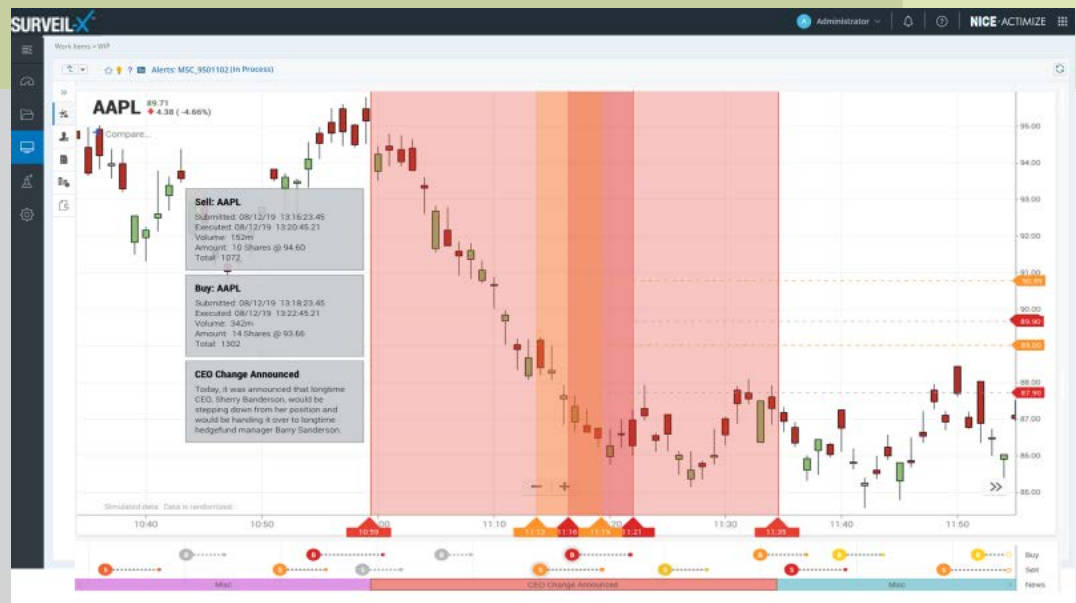 SURVEIL-X
Administrator
NICE·ACTIMIZE
Work Items > WIP
Alerts: MSC_9501102 (In Process)
AAPL 89.71
4.38 (-4.66%)
Compare...
95.00
94.00
93.00
92.00
91.00
90.00
89.90
89.00
88.00
87.90
87.00
85.00
85.00
Sell: AAPL
Submitted: 08/12/19 13:16:23.45
Executed: 08/12/19 13:20:45.21
Volume: 152m
Amount: 10 Shares @ 94.60
Total: 1072
Buy: AAPL
Submitted: 08/12/19 13:18:23.45
Executed: 08/12/19 13:22:45.21
Volume: 342m
Amount: 14 Shares @ 93.66
Total: 1302
CEO Change Announced
Today, it was announced that longtime
CEO, Sherry Banderson, would be
stepping down from her position and
would be handing it over to longtime
hedgefund manager Barry Sanderson.
Simulated data. Data is randomized.
10:40 10:50 11:10 11:30 11:40 11:50
10:59 11:13 11:16 11:21 11:35
B B B B B B B Buy
S S S S S S S S Sell
Misc CEO Change Announced Misc News